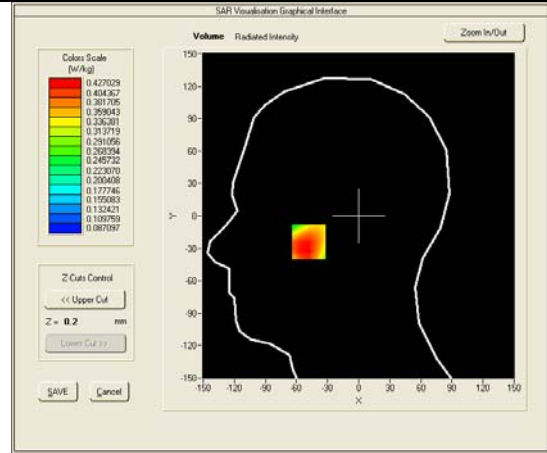 SAR Visualisation Graphical Interface
Volume Radiated Intensity
Zoom In/Out
Colors Scale
(W/kg)
0.427029
0.404367
0.381705
0.359043
0.336381
0.313719
0.291056
0.268394
0.245732
0.223070
0.200408
0.177746
0.155083
0.132421
0.109759
0.087097
Z Cuts Control
<< Upper Cut
Z = 0.2 mm
Lower Cut >>
SAVE Cancel
150
120
90
60
30
0
-30
-60
-90
-120
-150
Y
-150 -120 -90 -60 -30 0 30 60 90 120 150
X